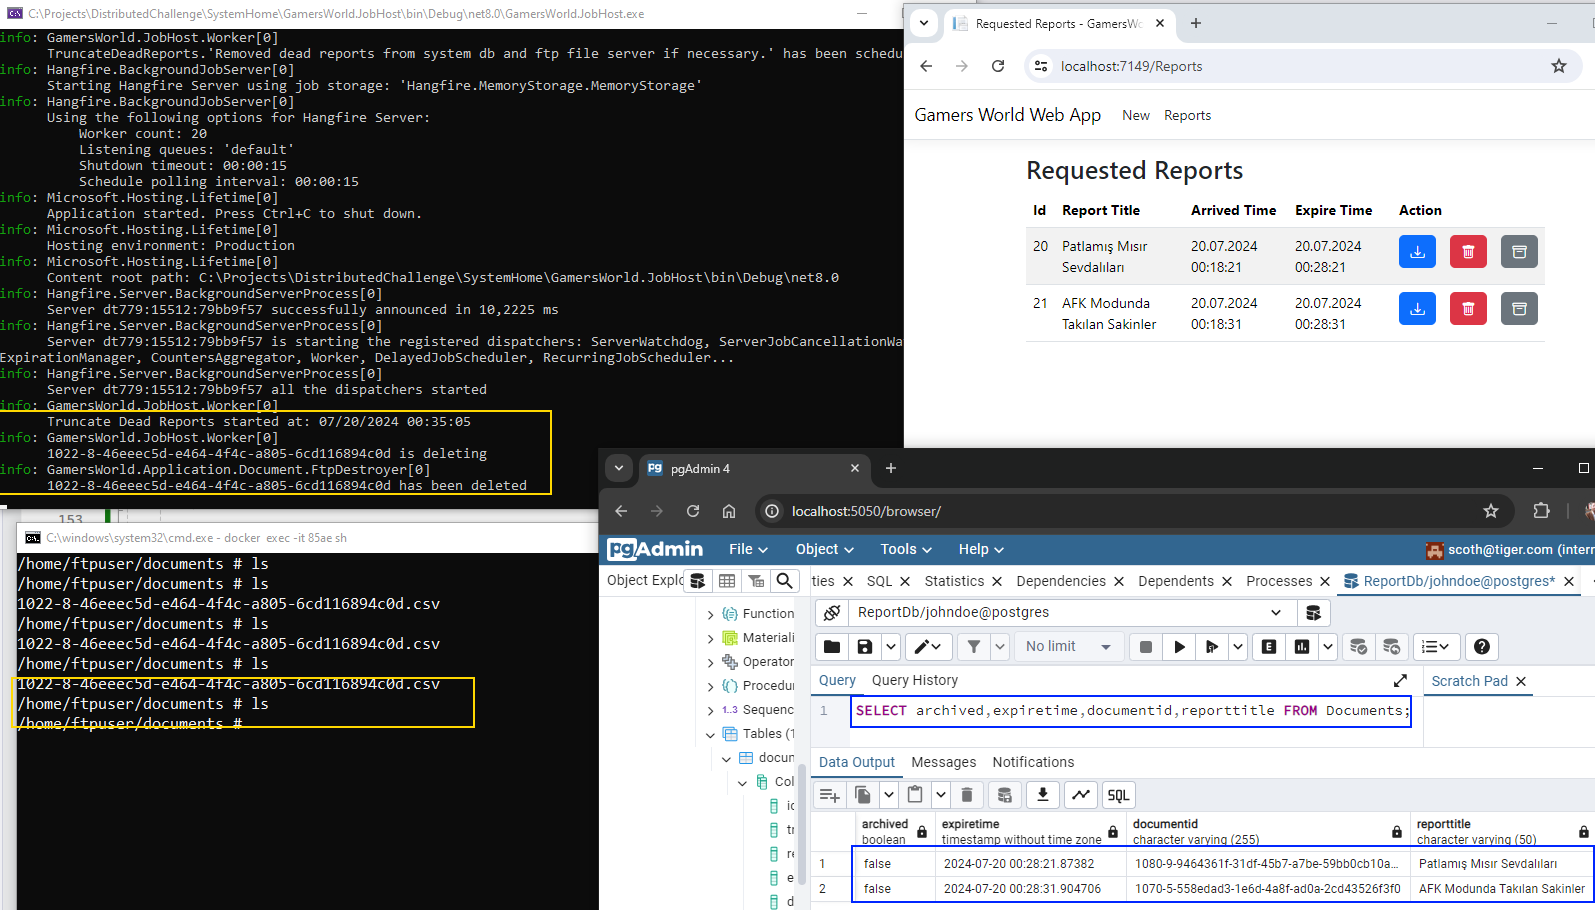 C:\Projects\DistributedChallenge\SystemHome\GamersWorld.JobHost\bin\Debug\net8.0\GamersWorld.JobHost.exe
info: GamersWorld.JobHost.Worker[0]
TruncateDeadReports.'Removed dead reports from system db and ftp file server if necessary.' has been schedu
info: Hangfire.BackgroundJobServer[0]
Starting Hangfire Server using job storage: 'Hangfire.MemoryStorage.MemoryStorage'
info: Hangfire.BackgroundJobServer[0]
Using the following options for Hangfire Server:
Worker count: 20
Listening queues: 'default'
Shutdown timeout: 00:00:15
Schedule polling interval: 00:00:15
info: Microsoft.Hosting.Lifetime[0]
Application started. Press Ctrl+C to shut down.
info: Microsoft.Hosting.Lifetime[0]
Hosting environment: Production
info: Microsoft.Hosting.Lifetime[0]
Content root path: C:\Projects\DistributedChallenge\SystemHome\GamersWorld.JobHost\bin\Debug\net8.0
info: Hangfire.Server.BackgroundServerProcess[0]
Server dt779:15512:79bb9f57 successfully announced in 10,2225 ms
info: Hangfire.Server.BackgroundServerProcess[0]
Server dt779:15512:79bb9f57 is starting the registered dispatchers: ServerWatchdog, ServerJobCancellationWa
ExpirationManager, CountersAggregator, Worker, DelayedJobScheduler, RecurringJobScheduler...
info: Hangfire.Server.BackgroundServerProcess[0]
Server dt779:15512:79bb9f57 all the dispatchers started
info: GamersWorld.JobHost.Worker[0]
Truncate Dead Reports started at: 07/20/2024 00:35:05
info: GamersWorld.JobHost.Worker[0]
1022-8-46eeec5d-e464-4f4c-a805-6cd116894c0d is deleting
info: GamersWorld.Application.Document.FtpDestroyer[0]
1022-8-46eeec5d-e464-4f4c-a805-6cd116894c0d has been deleted
153
C:\windows\system32\cmd.exe - docker exec -it 85ae sh
/home/ftpuser/documents # ls
/home/ftpuser/documents # ls
1022-8-46eeec5d-e464-4f4c-a805-6cd116894c0d.csv
/home/ftpuser/documents # ls
1022-8-46eeec5d-e464-4f4c-a805-6cd116894c0d.csv
/home/ftpuser/documents # ls
1022-8-46eeec5d-e464-4f4c-a805-6cd116894c0d.csv
/home/ftpuser/documents # ls
/home/ftpuser/documents #
Requested Reports - GamersWo
localhost:7149/Reports
Gamers World Web App New Reports
Requested Reports
Id Report Title Arrived Time Expire Time Action
20 Patlamış Mısır Sevdalıları 20.07.2024 00:18:21 20.07.2024 00:28:21
21 AFK Modunda Takılan Sakinler 20.07.2024 00:18:31 20.07.2024 00:28:31
pgAdmin 4
localhost:5050/browser/
pgAdmin File Object Tools Help scoth@tiger.com (intern
Object Explo ties SQL Statistics Dependencies Dependents Processes ReportDb/johndoe@postgres*
Function
Materiali
Operator
Procedu
1..3 Sequenc
Tables (1
docum
Col
ReportDb/johndoe@postgres
No limit
Query Query History Scratch Pad
1 SELECT archived,expiretime,documentid,reporttitle FROM Documents;
Data Output Messages Notifications
SQL
archived boolean expiretime timestamp without time zone documentid character varying (255) reporttitle character varying (50)
1 false 2024-07-20 00:28:21.87382 1080-9-9464361f-31df-45b7-a7be-59bb0cb10a... Patlamış Mısır Sevdalıları
2 false 2024-07-20 00:28:31.904706 1070-5-558edad3-1e6d-4a8f-ad0a-2cd43526f3f0 AFK Modunda Takılan Sakinler